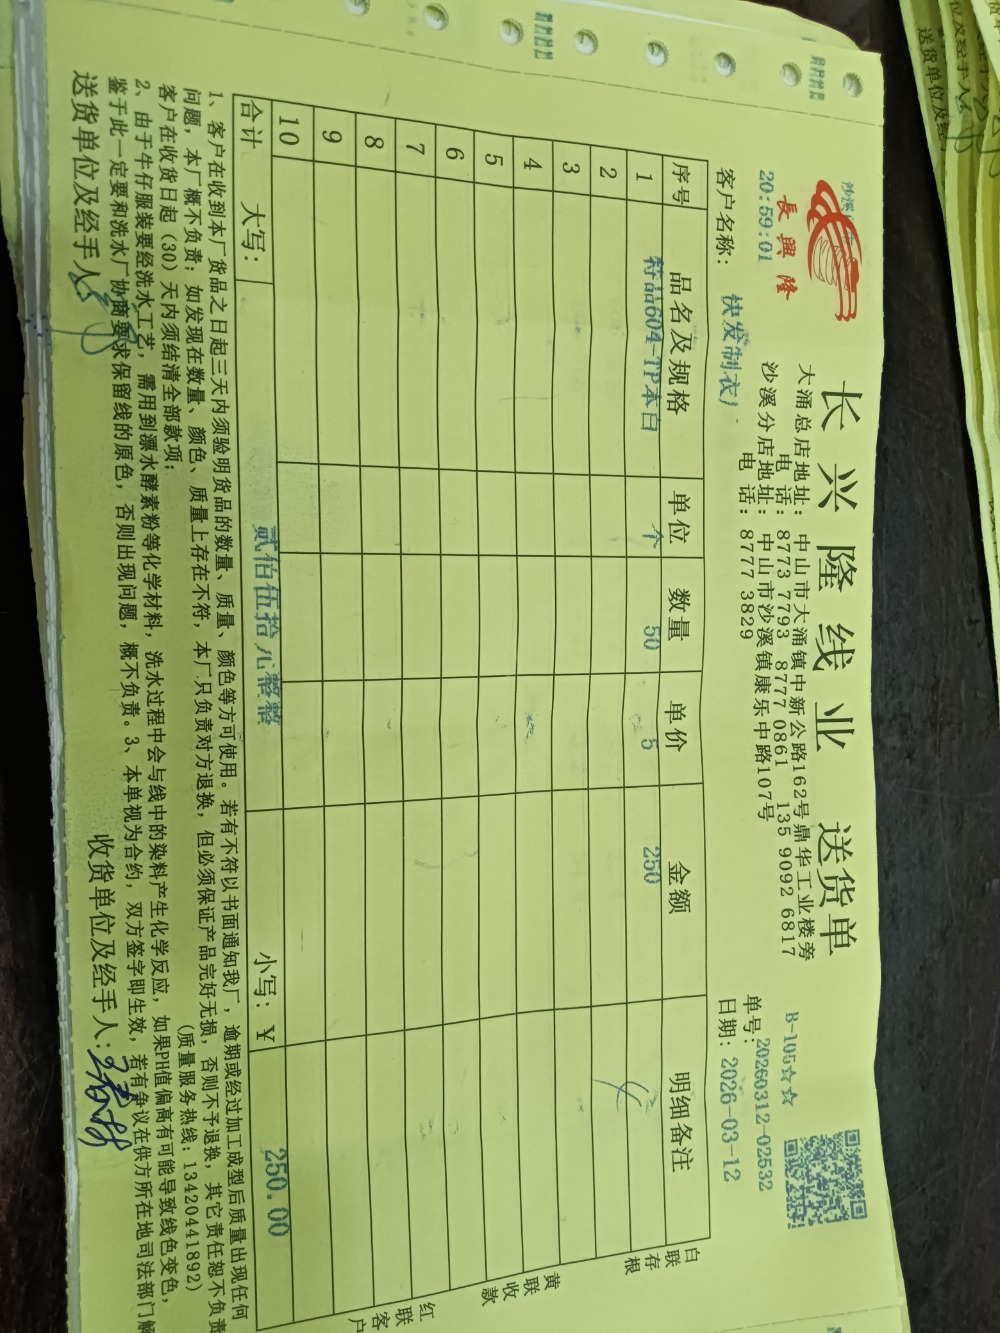 长兴隆线业 送货单
長興隆
20:59:01
大涌总店地址：中山市大涌镇中新公路162号鼎华工业楼旁
电 话：8773 7793 8777 0861 135 9092 6817
沙溪分店地址：中山市沙溪镇康乐中路107号
电 话：8777 3829
B-105☆☆
单号：20260312-02532
日期：2026-03-12
客户名称：快发制衣厂
序号 品名及规格 单位 数量 单价 金额 明细备注
1 特品604-TP本白 个 50 5 250
2
3
4
5
6
7
8
9
10
合计 大写：贰佰伍拾元整整 小写：¥ 250.00
白联存根
黄联收款
红联客户
1、客户在收到本厂货品之日起三天内须验明货品的数量、质量、颜色等方可使用。若有不符以书面通知我厂，逾期或经过加工成型后质量出现任何
问题，本厂概不负责；如发现在数量、颜色、质量上存在不符，本厂只负责对方退换，但必须保证产品完好无损，否则不予退换，其它责任恕不负责
客户在收货日起（30）天内须结清全部款项； （质量服务热线：13420441892）
2、由于牛仔服装要经洗水工艺，需用到漂水酵素粉等化学材料，洗水过程中会与线中的染料产生化学反应，如果PH值偏高有可能导致线色变色，
鉴于此一定要和洗水厂协商要求保留线的原色，否则出现问题，概不负责。3、本单视为合约，双方签字即生效，若有争议在供方所在地司法部门解
送货单位及经手人： 收货单位及经手人：
送货单位及经